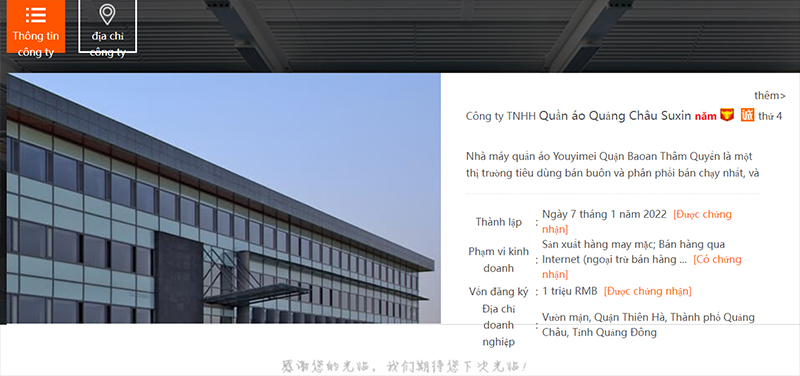 Thông tin
công ty
địa chỉ
công ty
thêm>
Công ty TNHH Quần áo Quảng Châu Suxin năm 诚 thứ 4
Nhà máy quần áo Youyimei Quận Baoan Thâm Quyến là một
thị trường tiêu dùng bán buôn và phân phối bán chạy nhất, và
Thành lập : Ngày 7 tháng 1 năm 2022 [Được chứng
nhận]
Phạm vi kinh
doanh : Sản xuất hàng may mặc; Bán hàng qua
Internet (ngoại trừ bán hàng ... [Có chứng
nhận]
Vốn đăng ký : 1 triệu RMB [Được chứng nhận]
Địa chỉ
doanh
nghiệp : Vườn mận, Quận Thiên Hà, Thành phố Quảng
Châu, Tỉnh Quảng Đông
感谢您的光临，我们期待您下次光临!